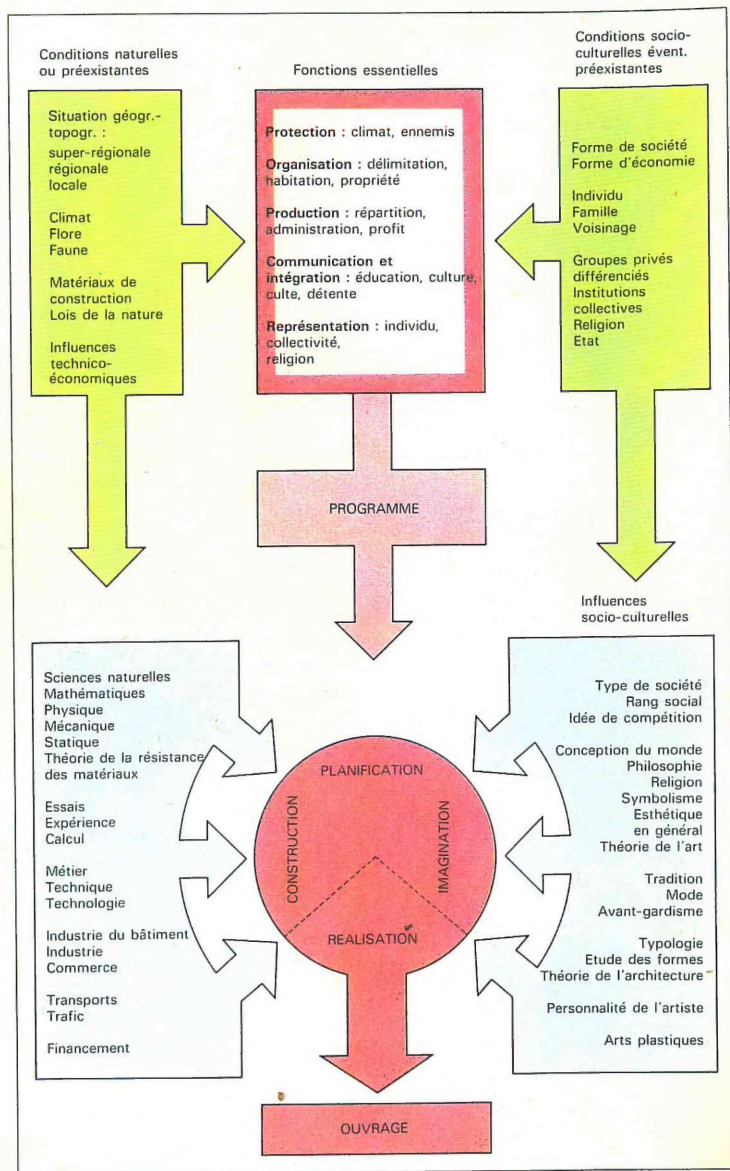 Conditions naturelles
ou préexistantes
Situation géogr.-
topogr. :
super-régionale
régionale
locale
Climat
Flore
Faune
Matériaux de
construction
Lois de la nature
Influences
technico-
économiques
Fonctions essentielles
Protection : climat, ennemis
Organisation : délimitation,
habitation, propriété
Production : répartition,
administration, profit
Communication et
intégration : éducation, culture,
culte, détente
Représentation : individu,
collectivité,
religion
Conditions socio-
culturelles évent.
préexistantes
Forme de société
Forme d'économie
Individu
Famille
Voisinage
Groupes privés
différenciés
Institutions
collectives
Religion
Etat
PROGRAMME
Sciences naturelles
Mathématiques
Physique
Mécanique
Statique
Théorie de la résistance
des matériaux
Essais
Expérience
Calcul
Métier
Technique
Technologie
Industrie du bâtiment
Industrie
Commerce
Transports
Trafic
Financement
PLANIFICATION
CONSTRUCTION
IMAGINATION
REALISATION
Influences
socio-culturelles
Type de société
Rang social
Idée de compétition
Conception du monde
Philosophie
Religion
Symbolisme
Esthétique
en général
Théorie de l'art
Tradition
Mode
Avant-gardisme
Typologie
Etude des formes
Théorie de l'architecture
Personnalité de l'artiste
Arts plastiques
OUVRAGE